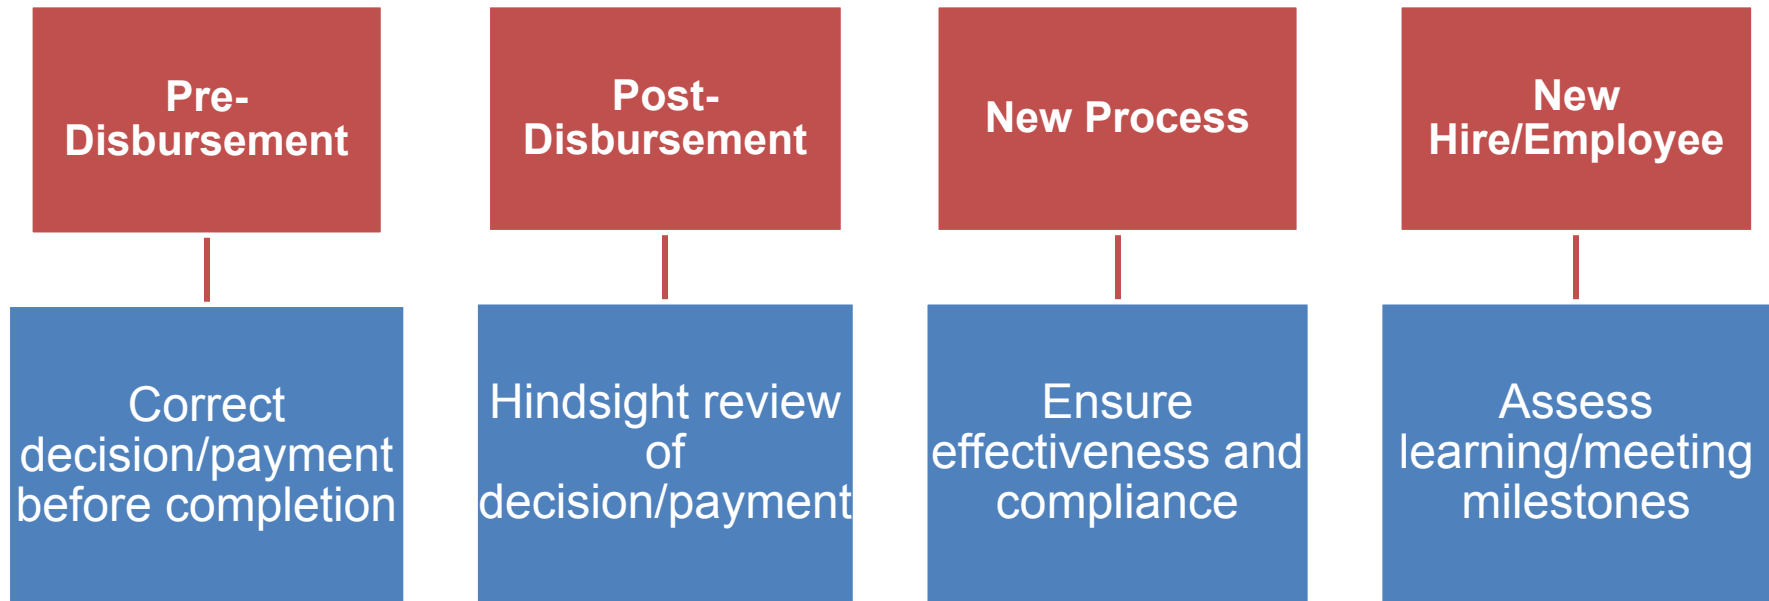 Pre-
Disbursement
Post-
Disbursement
New Process
New
Hire/Employee
Correct
decision/payment
before completion
Hindsight review
of
decision/payment
Ensure
effectiveness and
compliance
Assess
learning/meeting
milestones